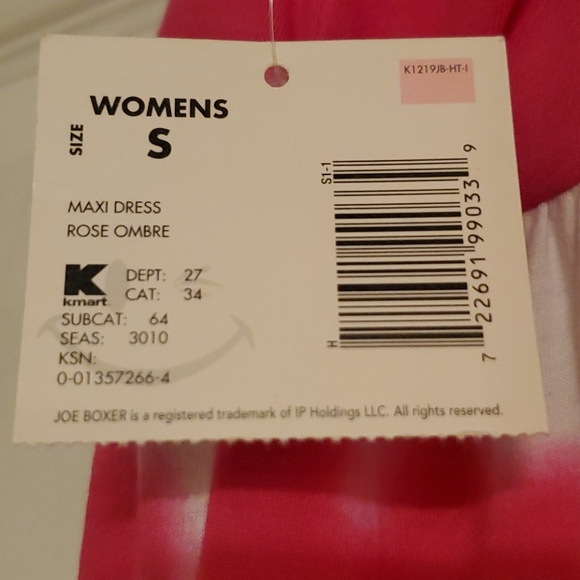 K1219JB-HT-I
SIZE
WOMENS
S
MAXI DRESS
ROSE OMBRE
K
kmart
DEPT: 27
CAT: 34
SUBCAT: 64
SEAS: 3010
KSN:
0-01357266-4
S1-1
H
7 22691 99033 9
JOE BOXER is a registered trademark of IP Holdings LLC. All rights reserved.